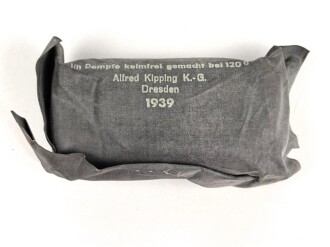 Im Dampfe keimfrei gemacht bei 120°
Alfred Kipping K.-G.
Dresden
1939